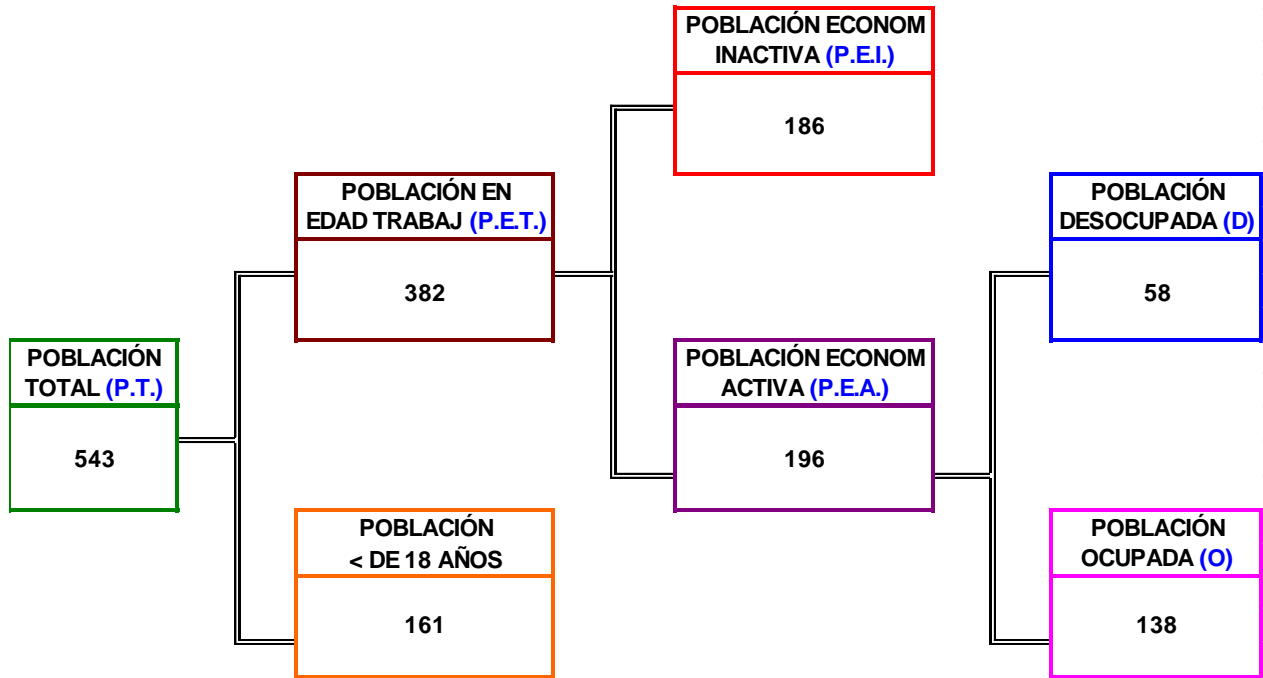 POBLACIÓN ECONOM
INACTIVA (P.E.I.)
186
POBLACIÓN EN
EDAD TRABAJ (P.E.T.)
382
POBLACIÓN
DESOCUPADA (D)
58
POBLACIÓN
TOTAL (P.T.)
543
POBLACIÓN ECONOM
ACTIVA (P.E.A.)
196
POBLACIÓN
< DE 18 AÑOS
161
POBLACIÓN
OCUPADA (O)
138